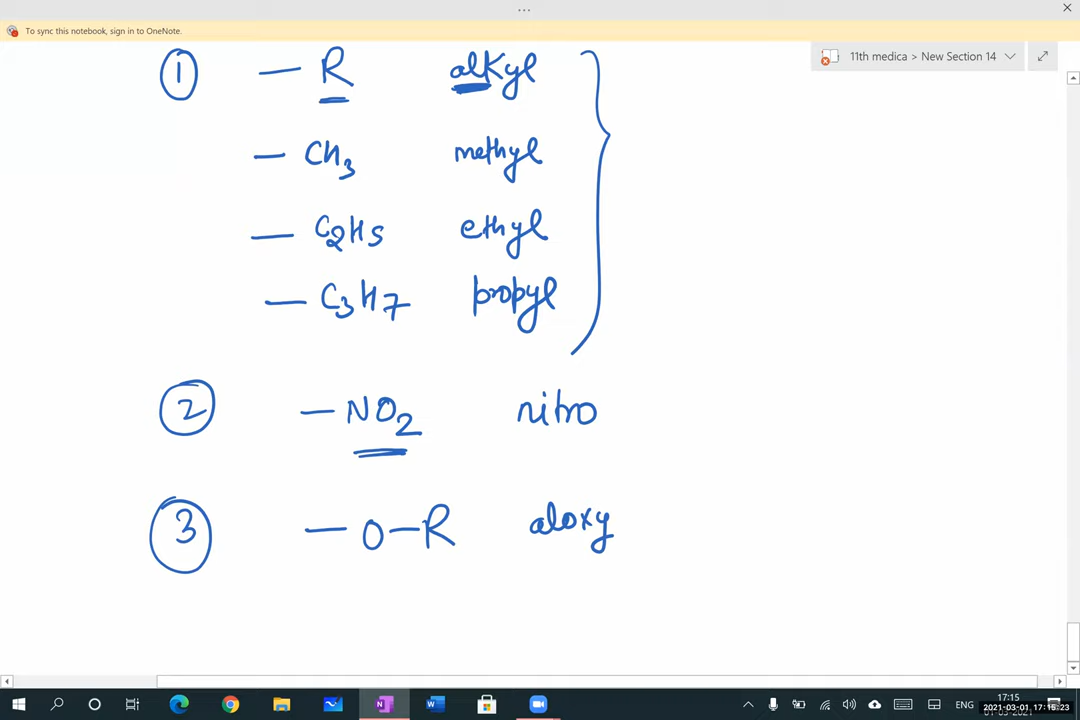 ...
To sync this notebook, sign in to OneNote.
11th medica > New Section 14
1 — R alkyl
— CH3 methyl
— C2H5 ethyl
— C3H7 propyl
2 — NO2 nitro
3 — O — R aloxy
ENG
17:15
2021-03-01, 17:15:23